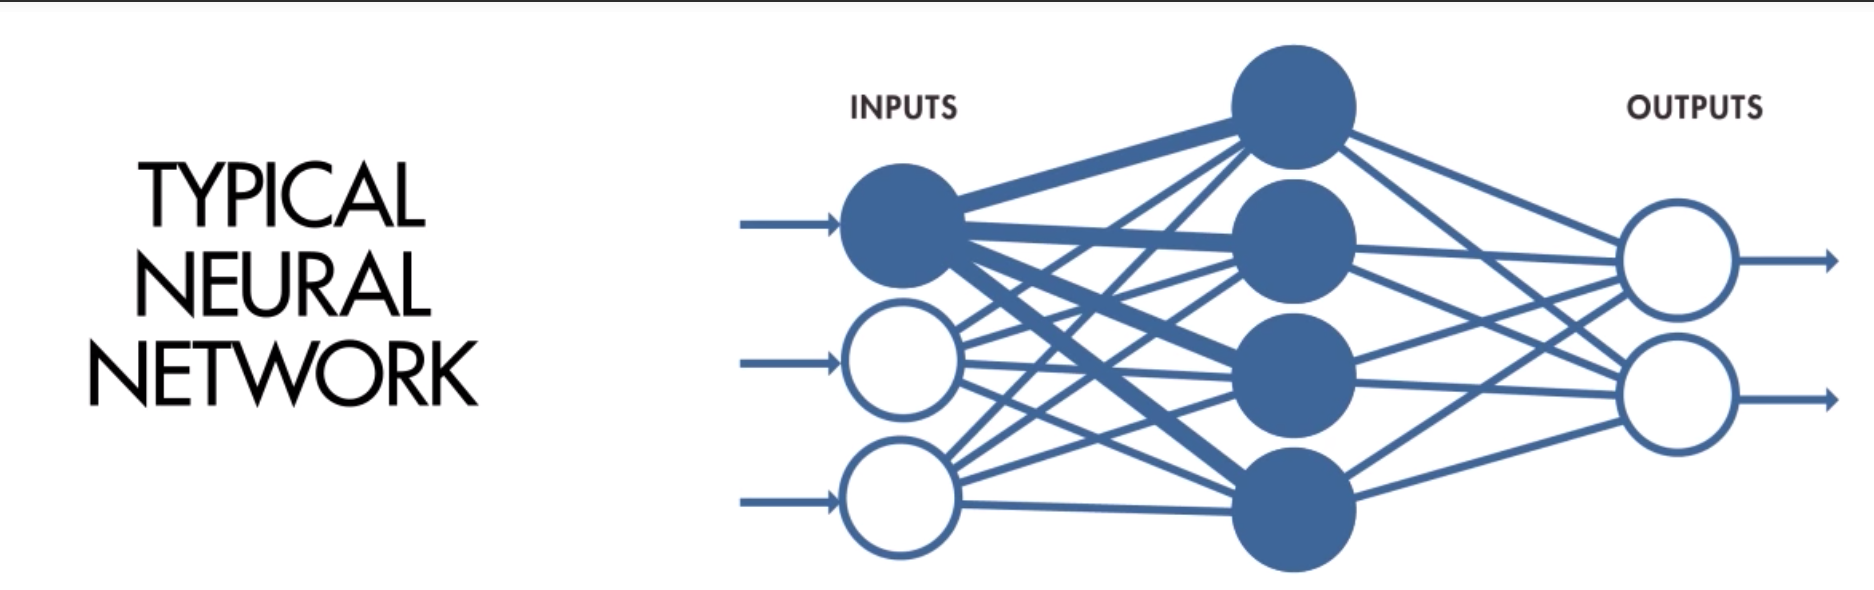 TYPICAL
NEURAL
NETWORK
INPUTS
OUTPUTS